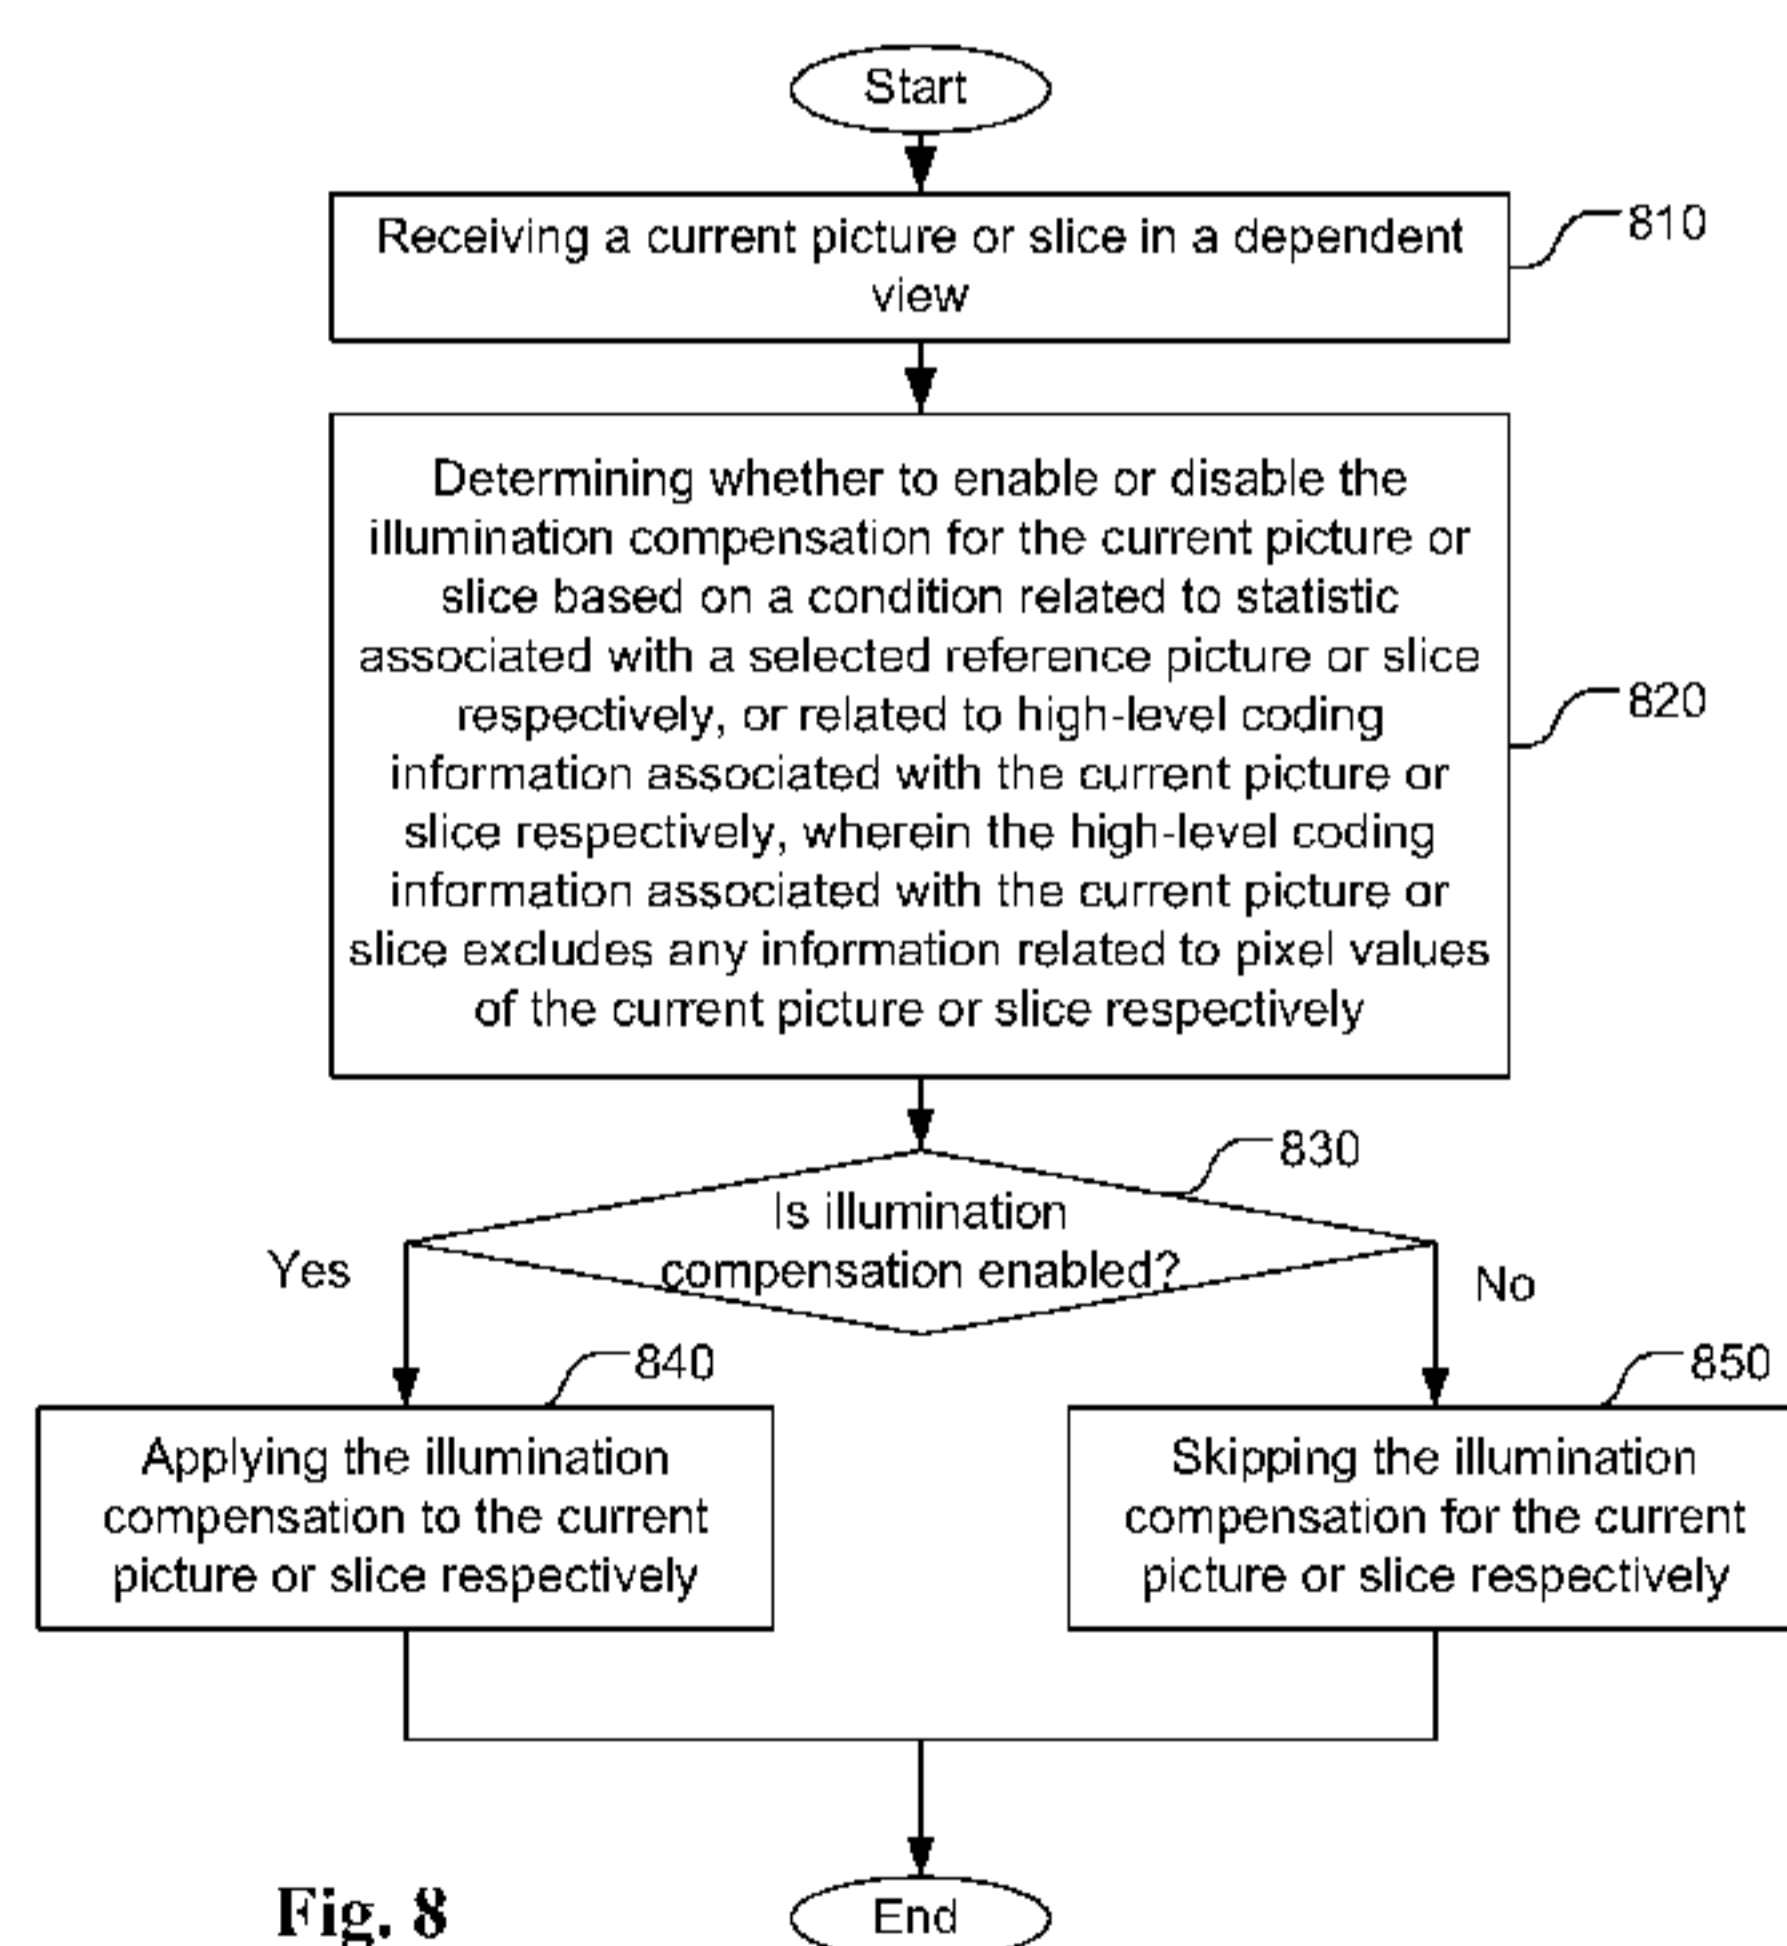 Start
Receiving a current picture or slice in a dependent
view
810
Determining whether to enable or disable the
illumination compensation for the current picture or
slice based on a condition related to statistic
associated with a selected reference picture or slice
respectively, or related to high-level coding
information associated with the current picture or
slice respectively, wherein the high-level coding
information associated with the current picture or
slice excludes any information related to pixel values
of the current picture or slice respectively
820
830
Is illumination
compensation enabled?
Yes
No
840
850
Applying the illumination
compensation to the current
picture or slice respectively
Skipping the illumination
compensation for the current
picture or slice respectively
Fig. 8
End